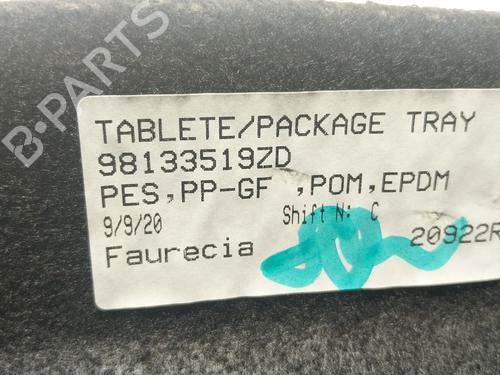 TABLETE/PACKAGE TRAY
98133519ZD
PES,PP-GF ,POM,EPDM
9/9/20 Shift N: C
Faurecia 20922R
B-PARTS